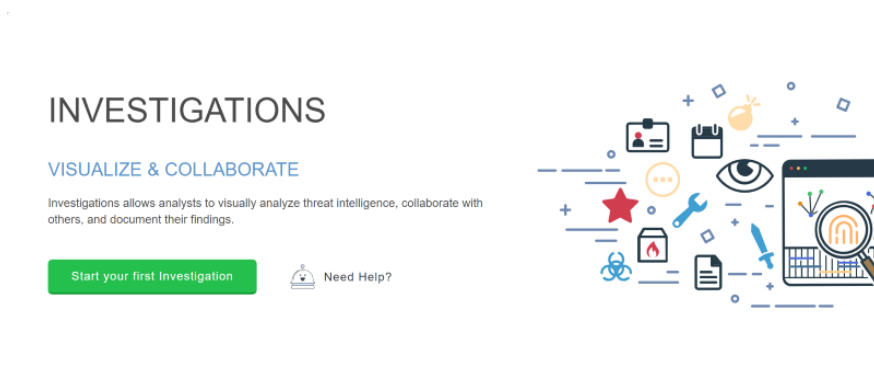 INVESTIGATIONS
VISUALIZE & COLLABORATE
Investigations allows analysts to visually analyze threat intelligence, collaborate with
others, and document their findings.
Start your first Investigation
Need Help?